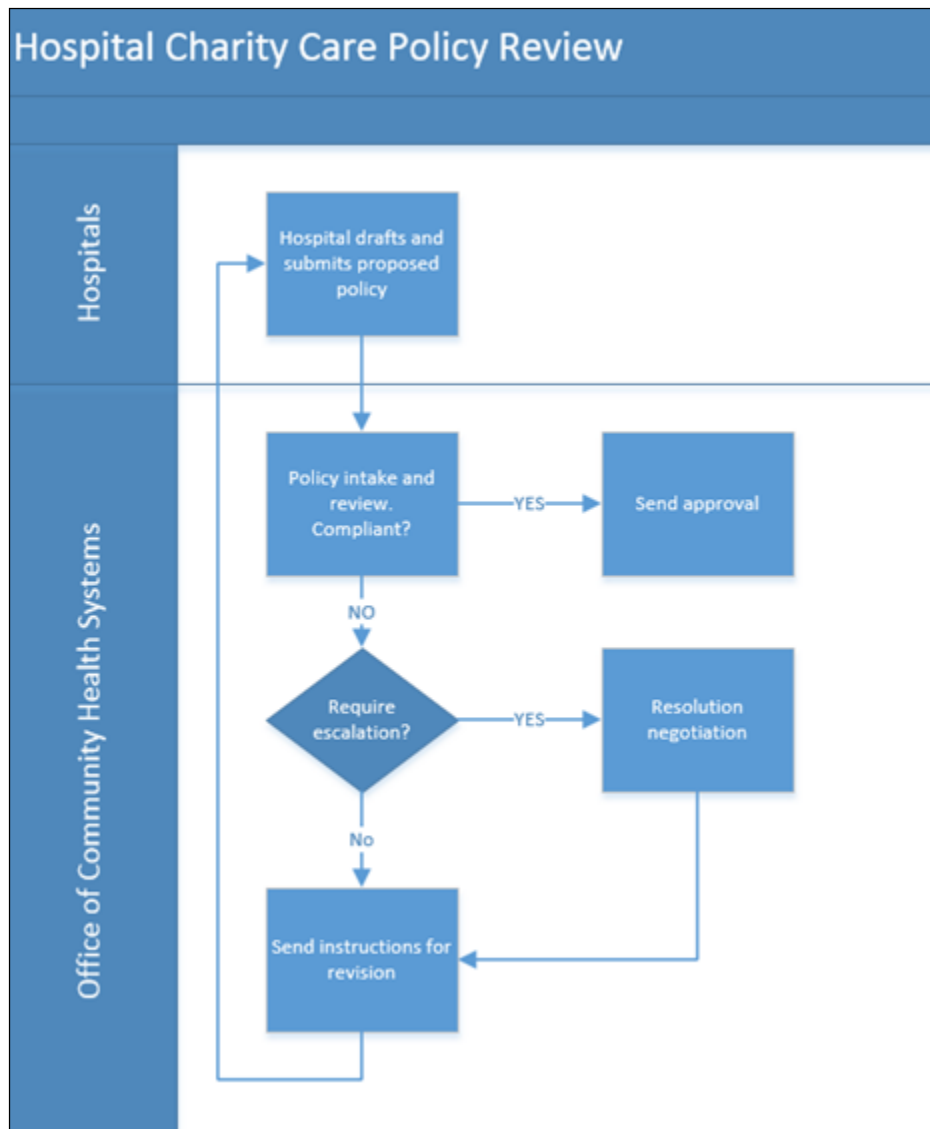 Hospital Charity Care Policy Review
Hospitals
Hospital drafts and
submits proposed
policy
Office of Community Health Systems
Policy intake and
review.
Compliant?
YES
Send approval
NO
Require
escalation?
YES
Resolution
negotiation
No
Send instructions for
revision